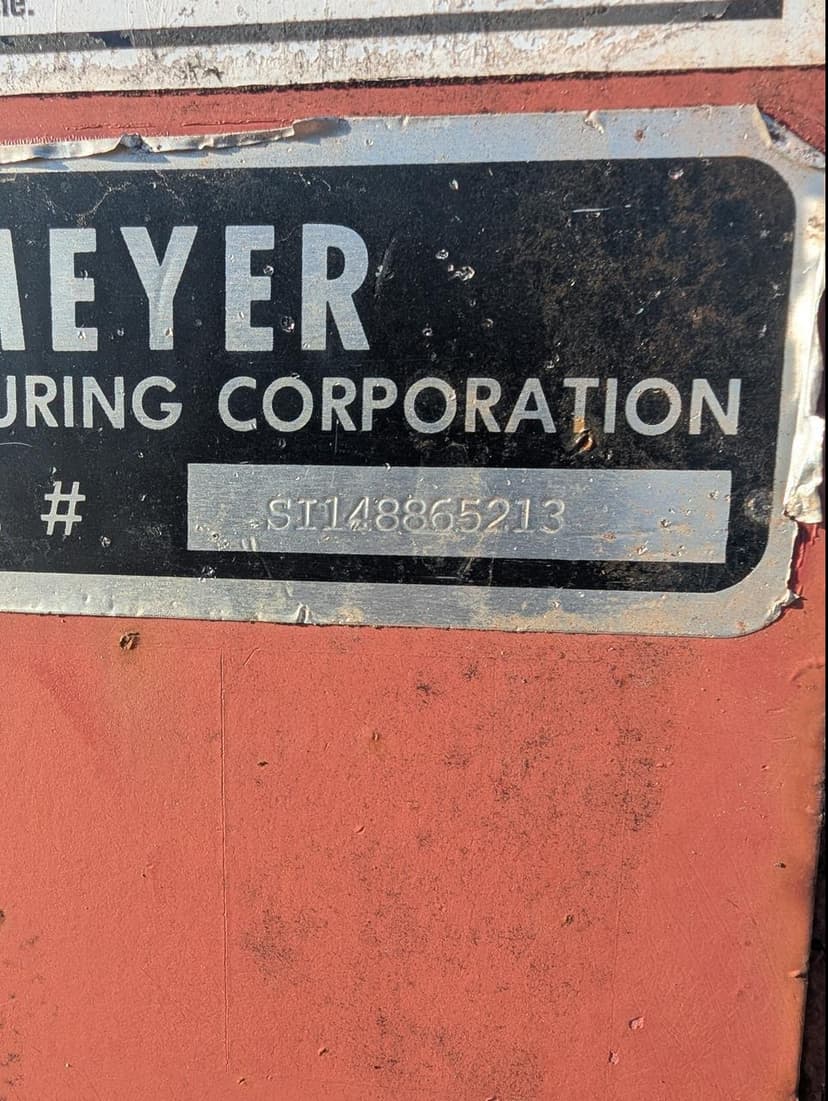 MEYER
URING CORPORATION
#
SI148865213